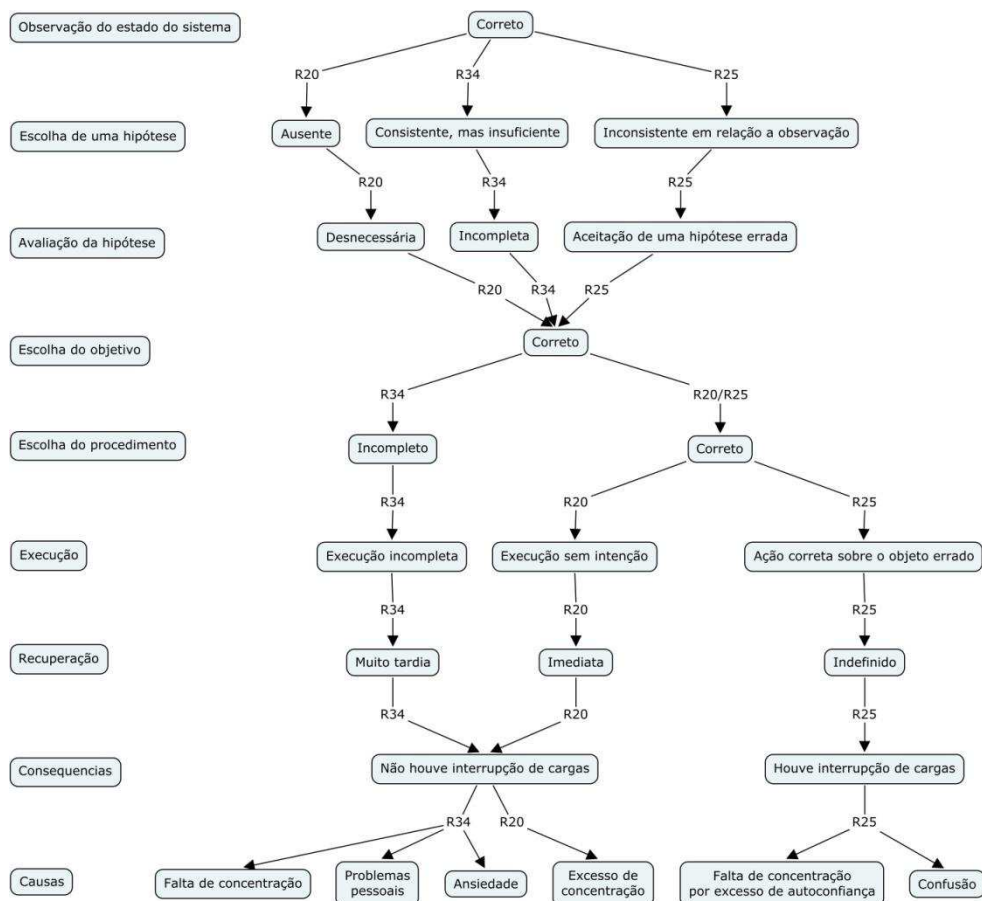 Observação do estado do sistema
Correto
R20
R34
R25
Escolha de uma hipótese
Ausente
Consistente, mas insuficiente
Inconsistente em relação a observação
R20
R34
R25
Avaliação da hipótese
Desnecessária
Incompleta
Aceitação de uma hipótese errada
R20
R34
R25
Escolha do objetivo
Correto
R34
R20/R25
Escolha do procedimento
Incompleto
Correto
R34
R20
R25
Execução
Execução incompleta
Execução sem intenção
Ação correta sobre o objeto errado
R34
R20
R25
Recuperação
Muito tardia
Imediata
Indefinido
R34
R20
R25
Consequencias
Não houve interrupção de cargas
Houve interrupção de cargas
R34
R20
R25
Causas
Falta de concentração
Problemas
pessoais
Ansiedade
Excesso de
concentração
Falta de concentração
por excesso de autoconfiança
Confusão